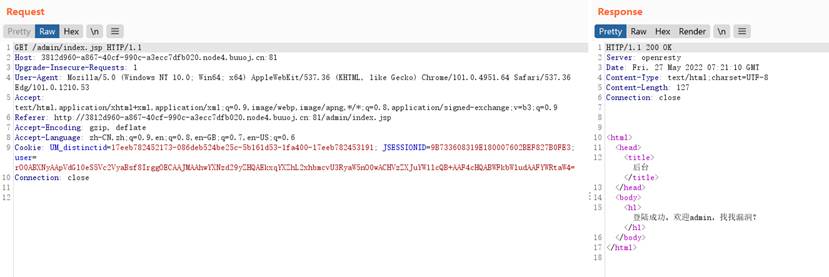 Request
Pretty Raw Hex \n
1 GET /admin/index.jsp HTTP/1.1
2 Host: 3812d960-a867-40cf-990c-a3ecc7dfb020.node4.buuoj.cn:81
3 Upgrade-Insecure-Requests: 1
4 User-Agent: Mozilla/5.0 (Windows NT 10.0; Win64; x64) AppleWebKit/537.36 (KHTML, like Gecko) Chrome/101.0.4951.64 Safari/537.36
Edg/101.0.1210.53
5 Accept:
text/html,application/xhtml+xml,application/xml;q=0.9,image/webp,image/apng,*/*;q=0.8,application/signed-exchange;v=b3;q=0.9
6 Referer: http://3812d960-a867-40cf-990c-a3ecc7dfb020.node4.buuoj.cn:81/admin/index.jsp
7 Accept-Encoding: gzip, deflate
8 Accept-Language: zh-CN,zh;q=0.9,en;q=0.8,en-GB;q=0.7,en-US;q=0.6
9 Cookie: UM_distinctid=17eeb782452173-086deb524be25c-5b161d53-1fa400-17eeb782453191; JSESSIONID=9B733608319E180007602BEF827B0FE3;
user=
10 Connection: close
11
12
Response
Pretty Raw Hex Render \n
1 HTTP/1.1 200 OK
2 Server: openresty
3 Date: Fri, 27 May 2022 07:21:10 GMT
4 Content-Type: text/html;charset=UTF-8
5 Content-Length: 127
6 Connection: close
7
8
9
10 <html>
11 <head>
12 <title>
后台
</title>
13 </head>
14 <body>
15 <h1>
登陆成功，欢迎admin，找找漏洞?
</h1>
16 </body>
17 </html>
18